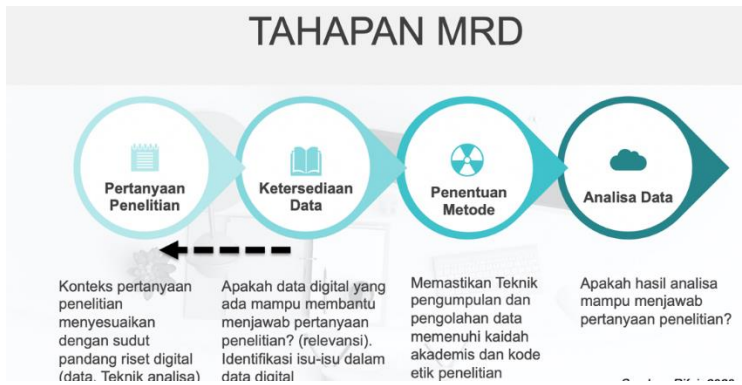 TAHAPAN MRD
Pertanyaan
Penelitian
Ketersediaan
Data
Penentuan
Metode
Analisa Data
Konteks pertanyaan
penelitian
menyesuaikan
dengan sudut
pandang riset digital
(data, Teknik analisa)
Apakah data digital yang
ada mampu membantu
menjawab pertanyaan
penelitian? (relevansi).
Identifikasi isu-isu dalam
data digital
Memastikan Teknik
pengumpulan dan
pengolahan data
memenuhi kaidah
akademis dan kode
etik penelitian
Apakah hasil analisa
mampu menjawab
pertanyaan penelitian?